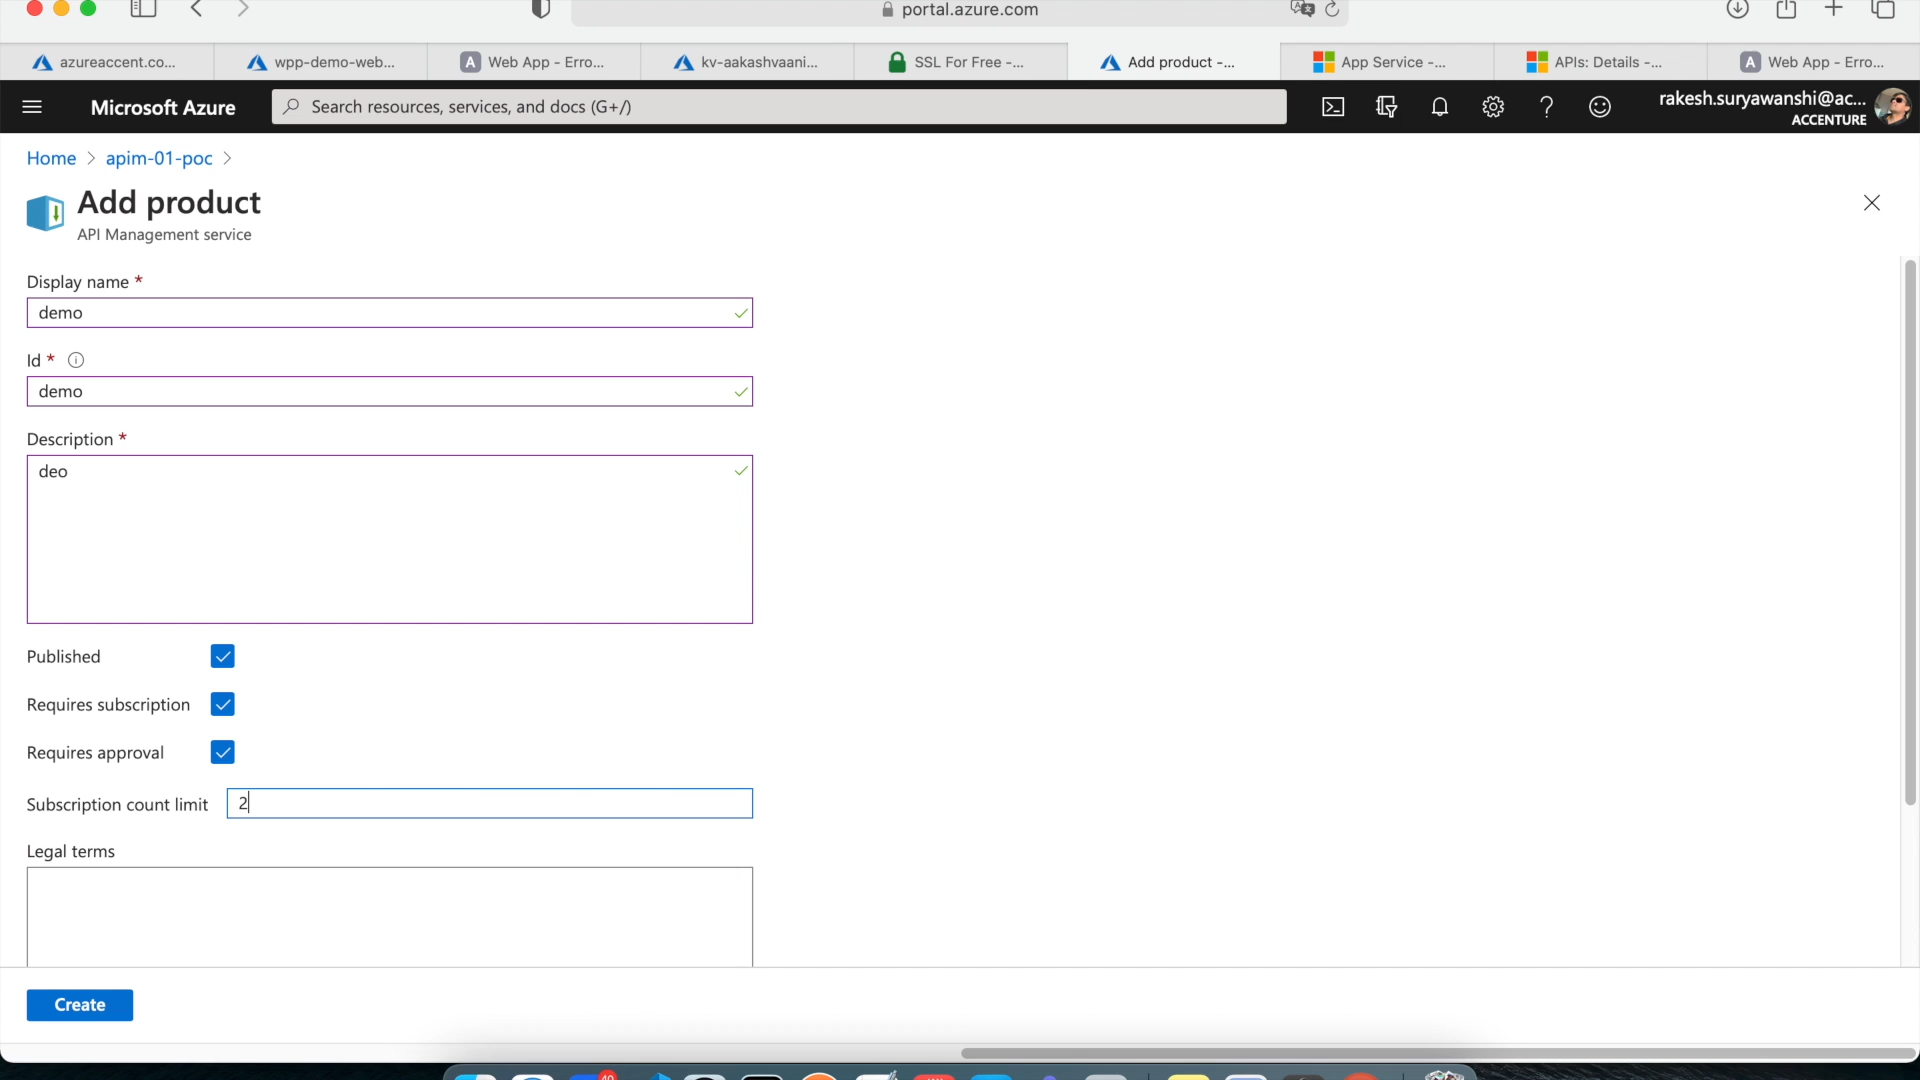 portal.azure.com
azureaccent.co...
wpp-demo-web...
A Web App - Erro...
kv-aakashvaani...
SSL For Free -...
Add product -...
App Service -...
APIs: Details -...
A Web App - Erro...
Microsoft Azure
Search resources, services, and docs (G+/)
rakesh.suryawanshi@ac...
ACCENTURE
Home > apim-01-poc >
Add product
API Management service
Display name *
demo
Id *
demo
Description *
deo
Published
Requires subscription
Requires approval
Subscription count limit 2
Legal terms
Create
40